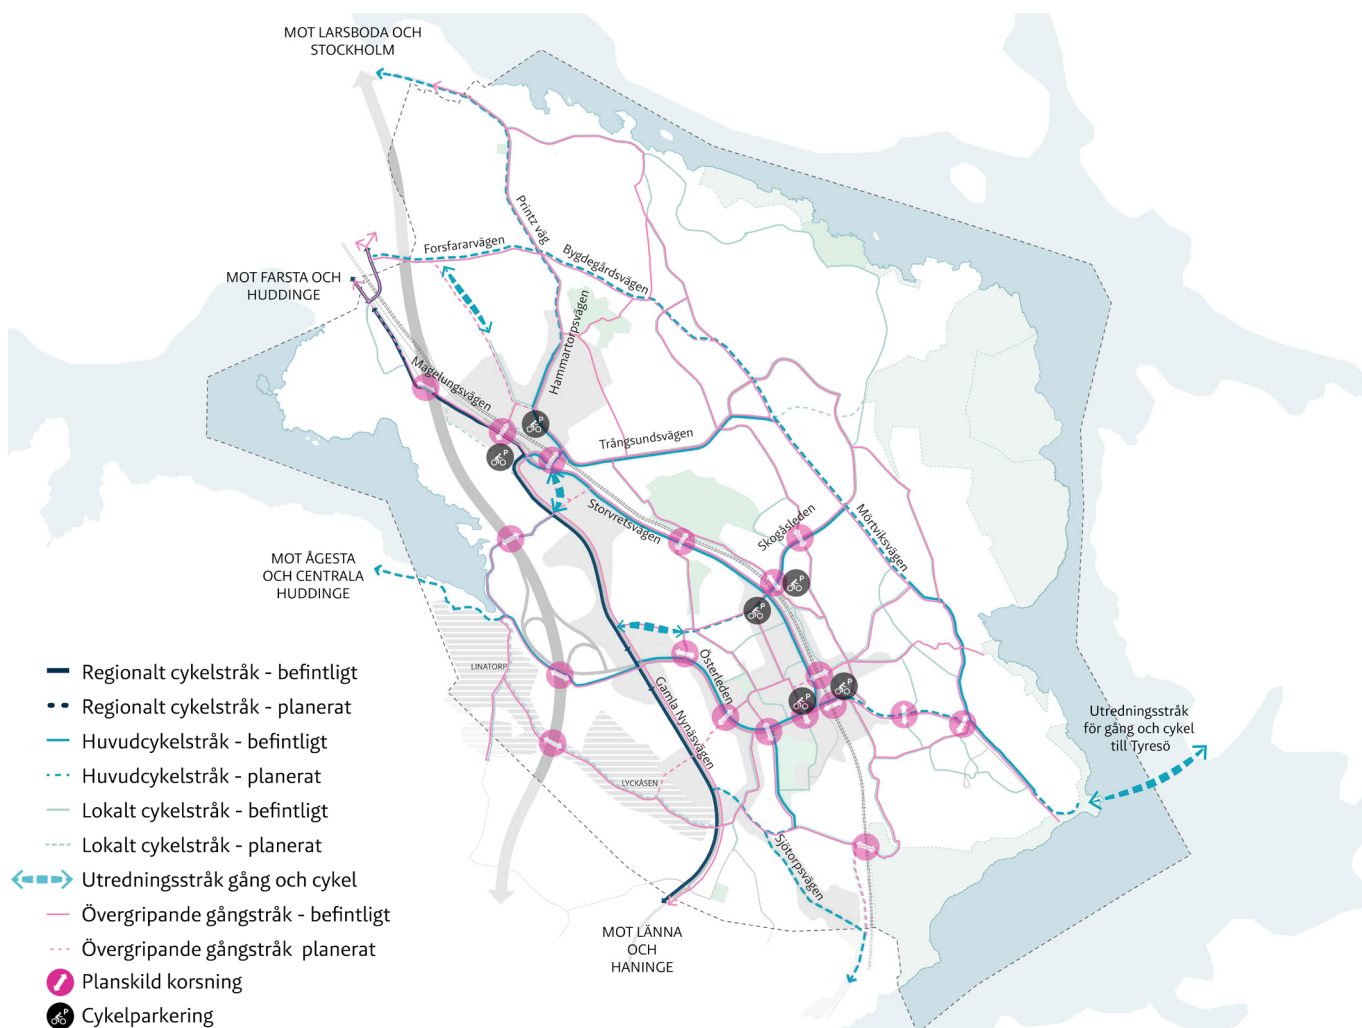 MOT LARSBODA OCH
STOCKHOLM
Printz väg
Forsfararvägen
Bygdegårdsvägen
MOT FARSTA OCH
HUDDINGE
Hammartorpsvägen
Magelungsvägen
P
Trångsundsvägen
P
Storvretsvägen
Skogåsleden
Mörtviksvägen
MOT ÅGESTA
OCH CENTRALA
HUDDINGE
P
P
LINATORP
Österleden
Gamla Nynäsvägen
P
P
Utredningsstråk
för gång och cykel
till Tyresö
LYCKÅSEN
Sjötorpsvägen
MOT LÄNNA
OCH
HANINGE
Regionalt cykelstråk - befintligt
Regionalt cykelstråk - planerat
Huvudcykelstråk - befintligt
Huvudcykelstråk - planerat
Lokalt cykelstråk - befintligt
Lokalt cykelstråk - planerat
Utredningsstråk gång och cykel
Övergripande gångstråk - befintligt
Övergripande gångstråk planerat
Planskild korsning
P
Cykelparkering